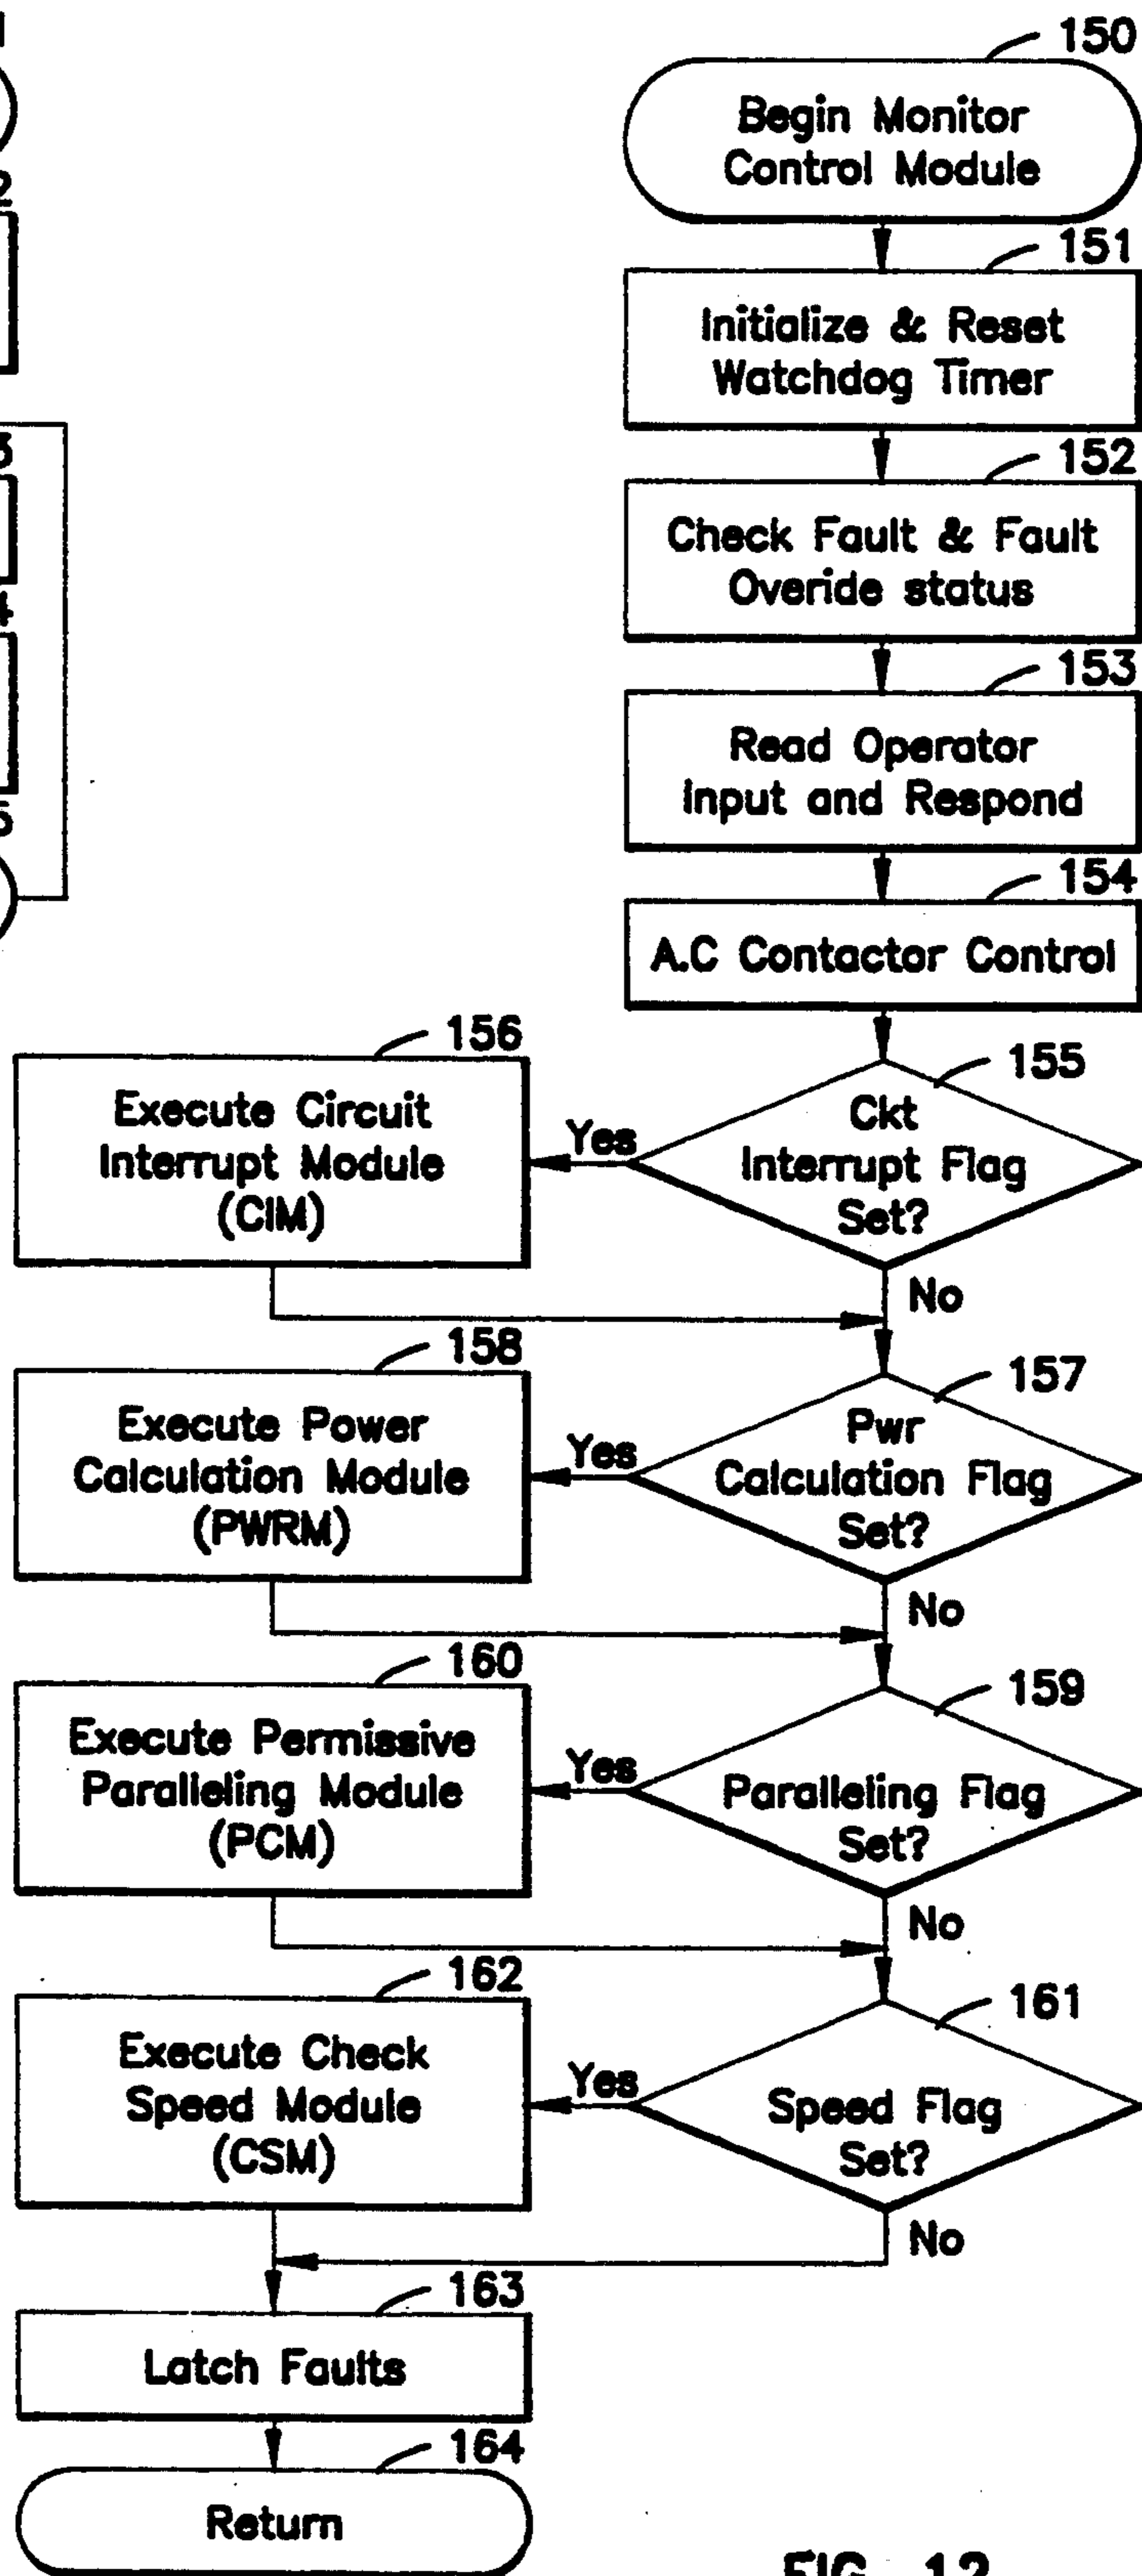 150
Begin Monitor
Control Module
151
Initialize & Reset
Watchdog Timer
152
Check Fault & Fault
Overide status
153
Read Operator
Input and Respond
154
A.C Contactor Control
155
Ckt
Interrupt Flag
Set?
Yes
No
156
Execute Circuit
Interrupt Module
(CIM)
157
Pwr
Calculation Flag
Set?
Yes
No
158
Execute Power
Calculation Module
(PWRM)
159
Paralleling Flag
Set?
Yes
No
160
Execute Permissive
Paralleling Module
(PCM)
161
Speed Flag
Set?
Yes
No
162
Execute Check
Speed Module
(CSM)
163
Latch Faults
164
Return
FIG. 12